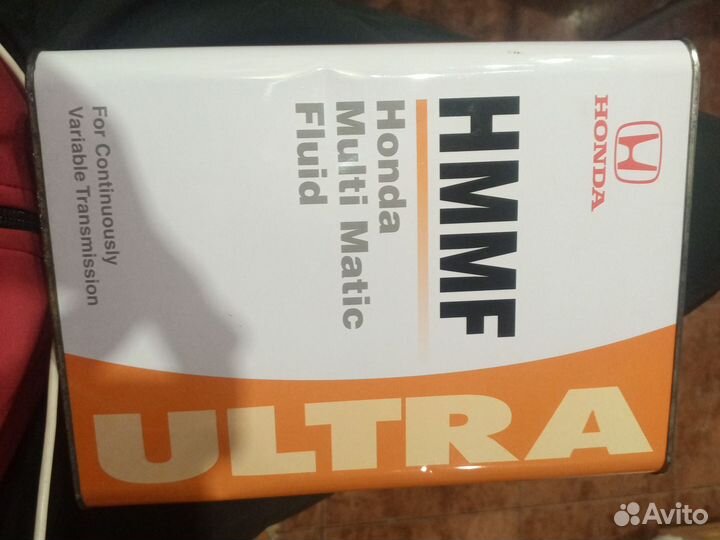 HONDA
HMMF
Honda
Multi Matic
Fluid
For Continuously
Variable Transmission
ULTRA
Avito